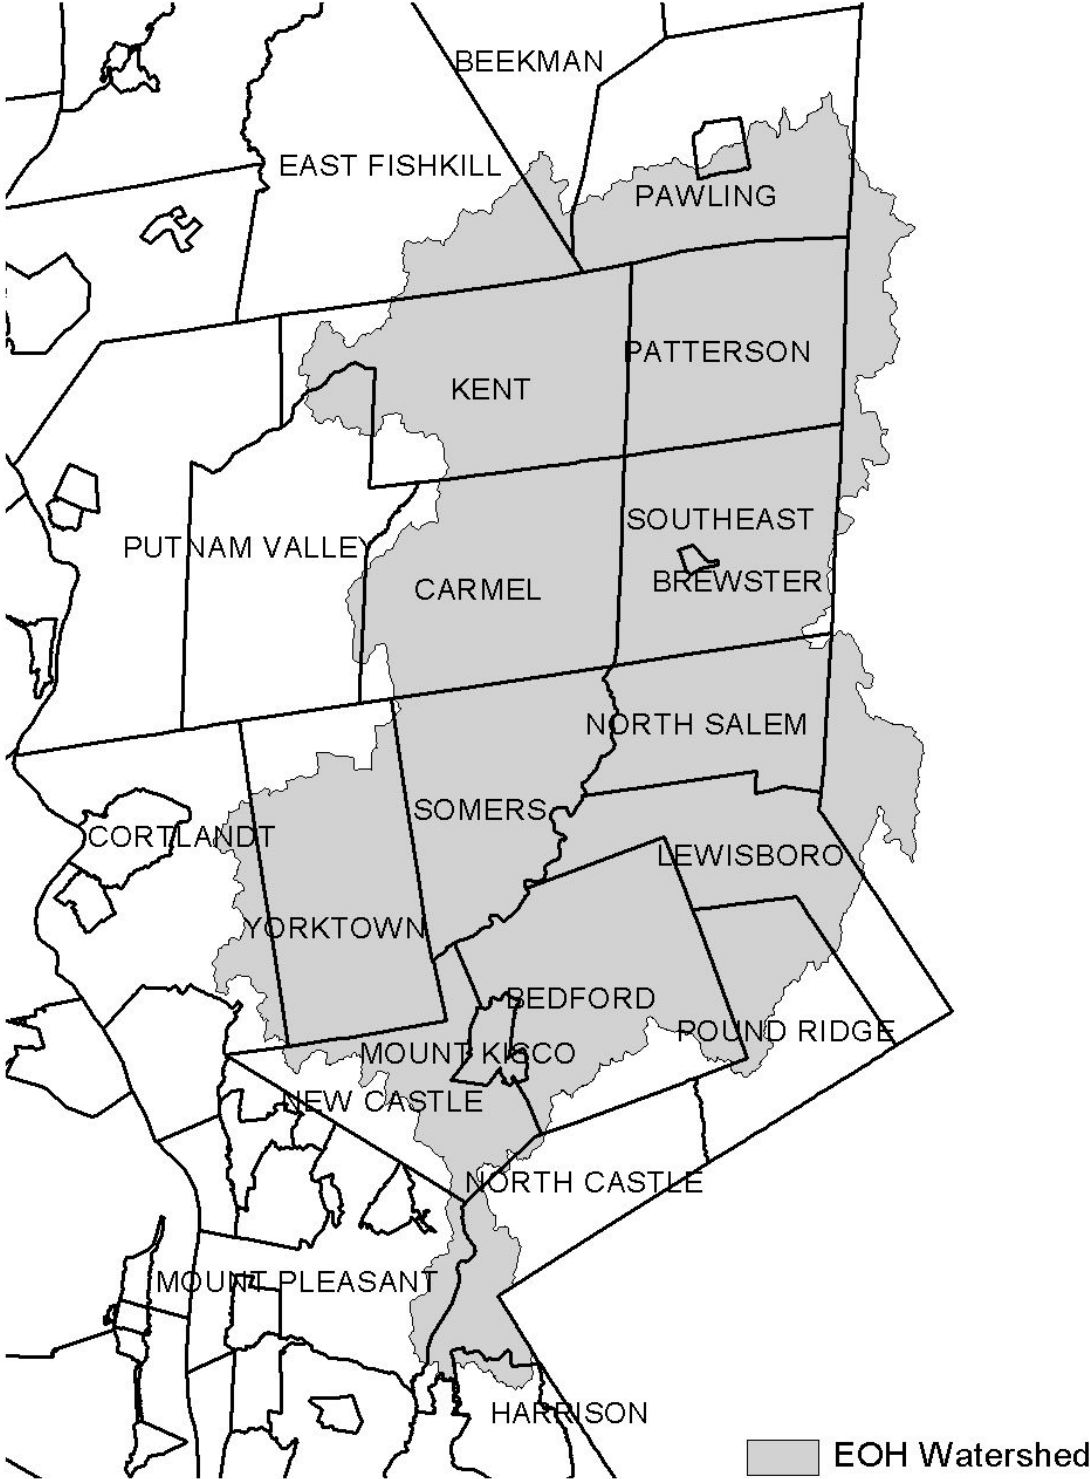 BEEKMAN
EAST FISHKILL
PAWLING
PATTERSON
KENT
SOUTHEAST
PUTNAM VALLEY
BREWSTER
CARMEL
NORTH SALEM
SOMERS
CORTLANDT
LEWISBORO
YORKTOWN
BEDFORD
POUND RIDGE
MOUNT KISCO
NEW CASTLE
NORTH CASTLE
MOUNT PLEASANT
HARRISON
EOH Watershed